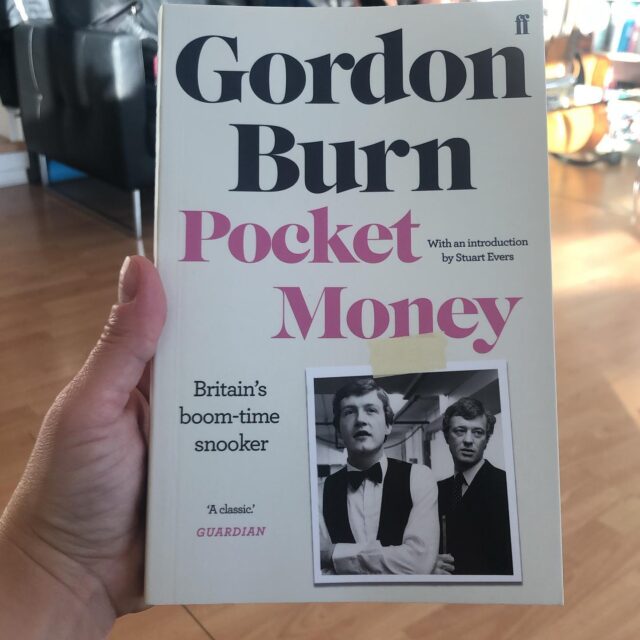 ff
Gordon
Burn
Pocket
With an introduction
by Stuart Evers
Money
Britain's
boom-time
snooker
'A classic.'
GUARDIAN